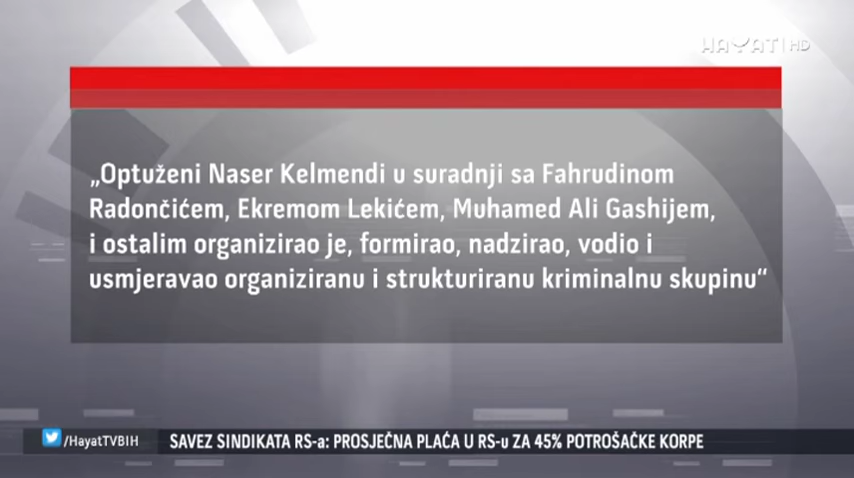 HAYAT HD
„Optuženi Naser Kelmendi u suradnji sa Fahrudinom
Radončićem, Ekremom Lekićem, Muhamed Ali Gashijem,
i ostalim organizirao je, formirao, nadzirao, vodio i
usmjeravao organiziranu i strukturiranu kriminalnu skupinu“
/HayatTVBIH SAVEZ SINDIKATA RS-a: PROSJEČNA PLAĆA U RS-u ZA 45% POTROŠAČKE KORPE